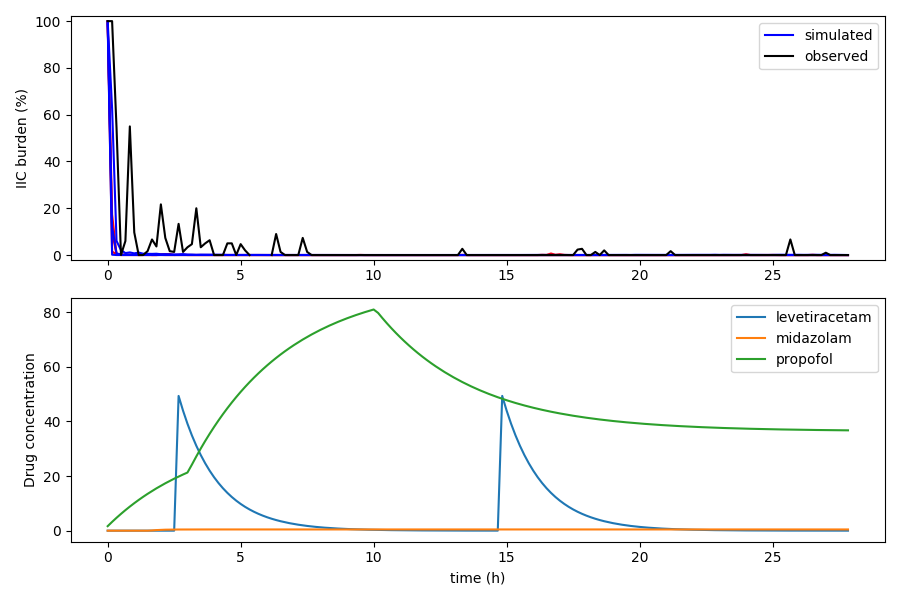 100
80
60
40
20
0
IIC burden (%)
simulated
observed
0 5 10 15 20 25
80
60
40
20
0
Drug concentration
levetiracetam
midazolam
propofol
0 5 10 15 20 25
time (h)